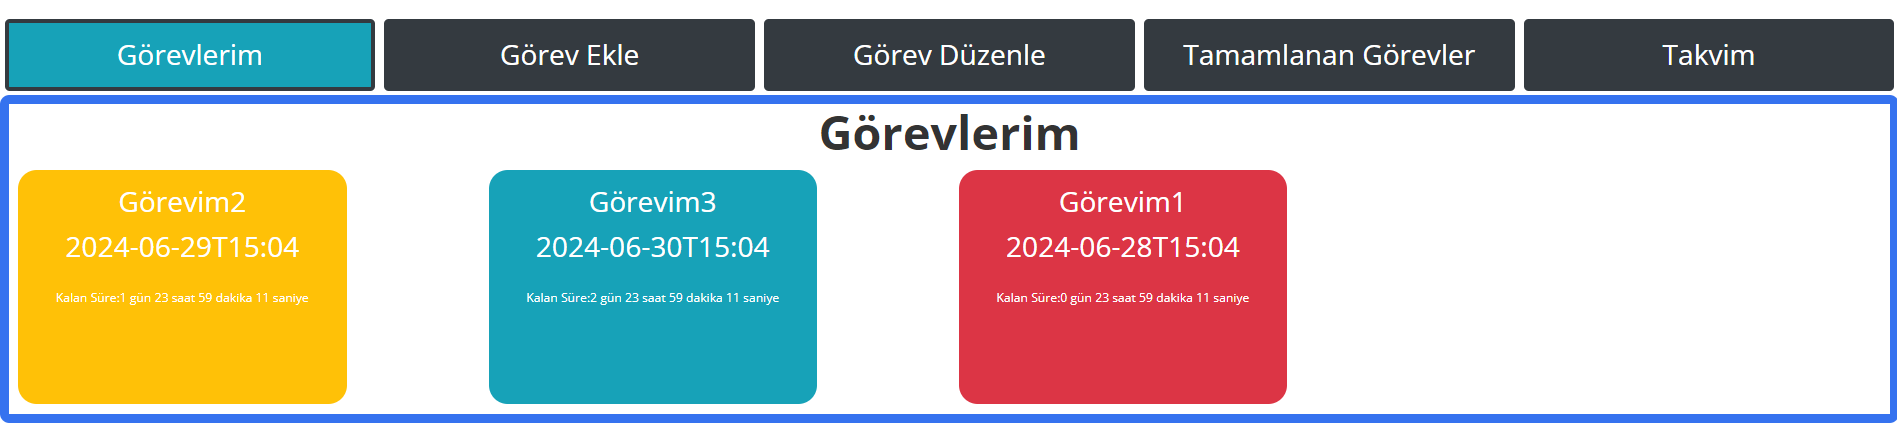 Görevlerim
Görev Ekle
Görev Düzenle
Tamamlanan Görevler
Takvim
Görevlerim
Görevim2
2024-06-29T15:04
Kalan Süre:1 gün 23 saat 59 dakika 11 saniye
Görevim3
2024-06-30T15:04
Kalan Süre:2 gün 23 saat 59 dakika 11 saniye
Görevim1
2024-06-28T15:04
Kalan Süre:0 gün 23 saat 59 dakika 11 saniye